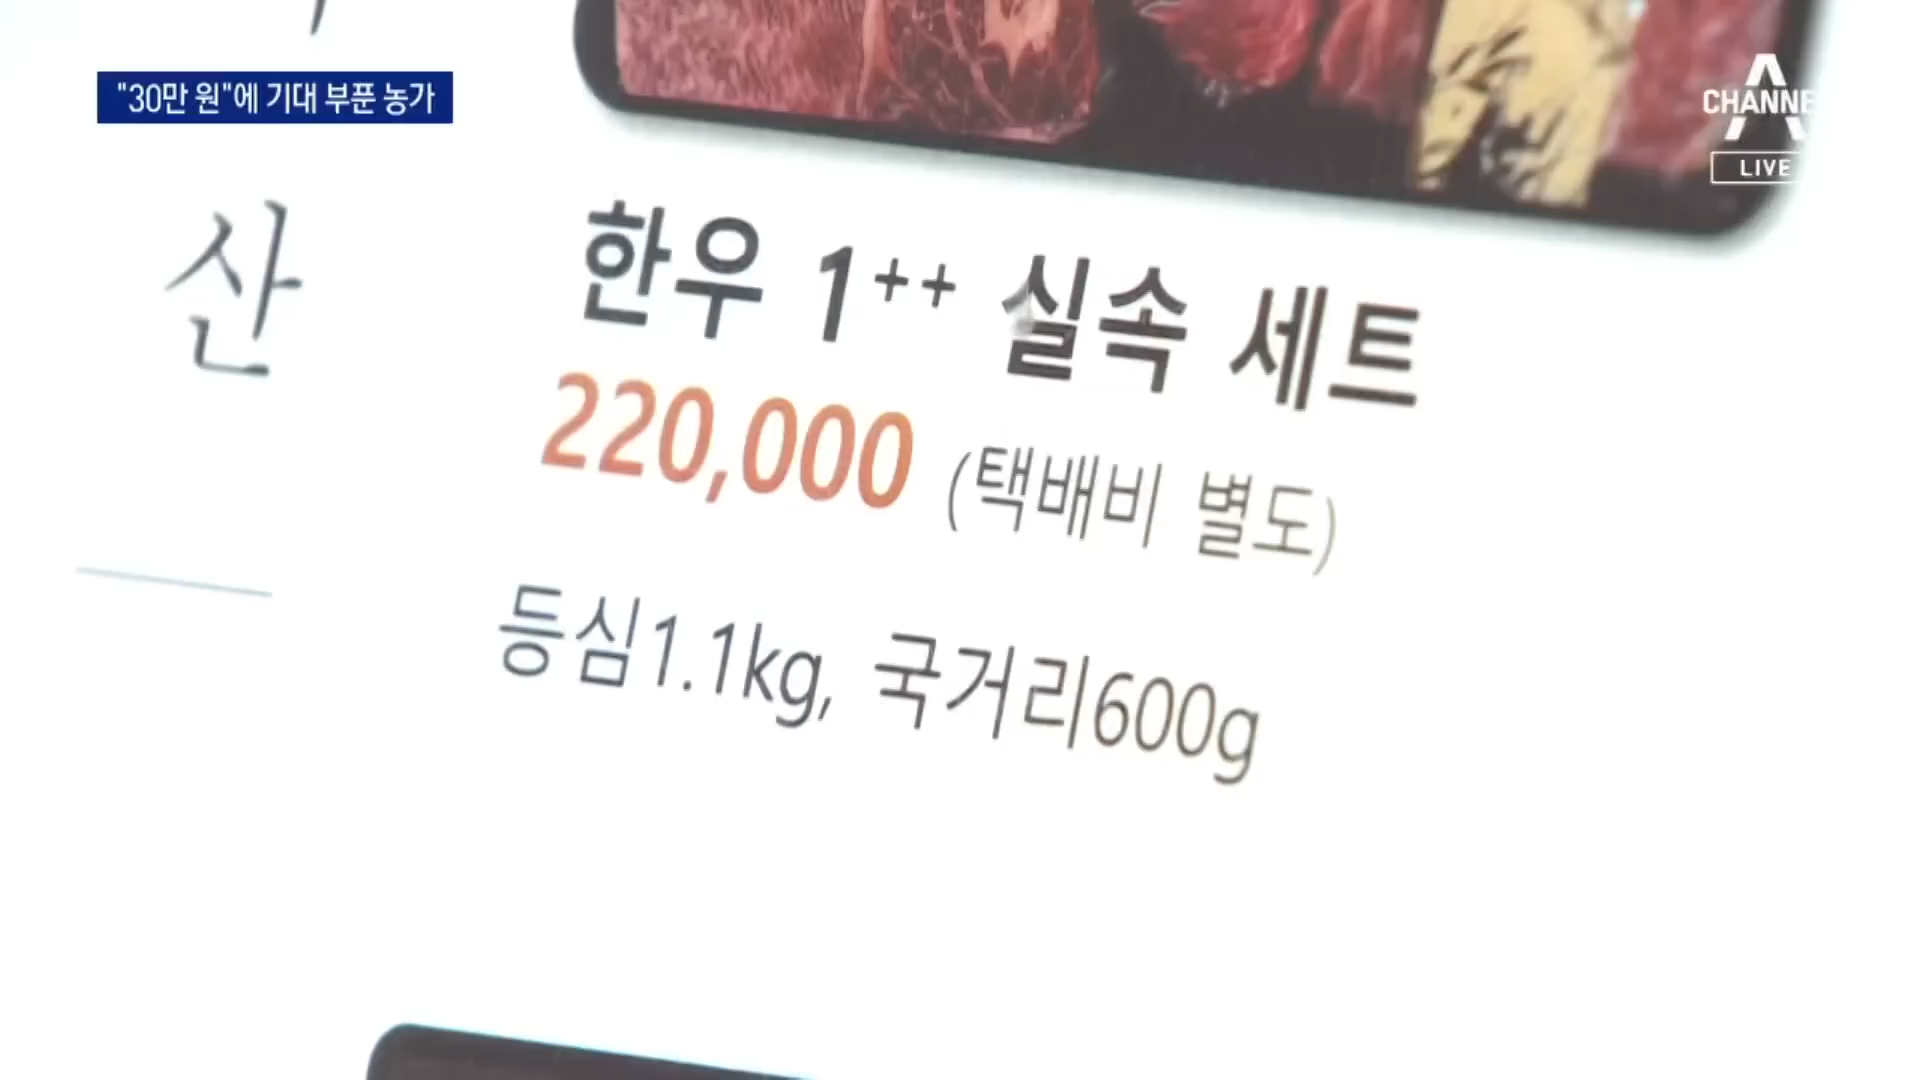 "30만 원"에 기대 부푼 농가
CHANNE
LIVE
산
한우 1++ 실속 세트
220,000 (택배비 별도)
등심1.1kg, 국거리600g